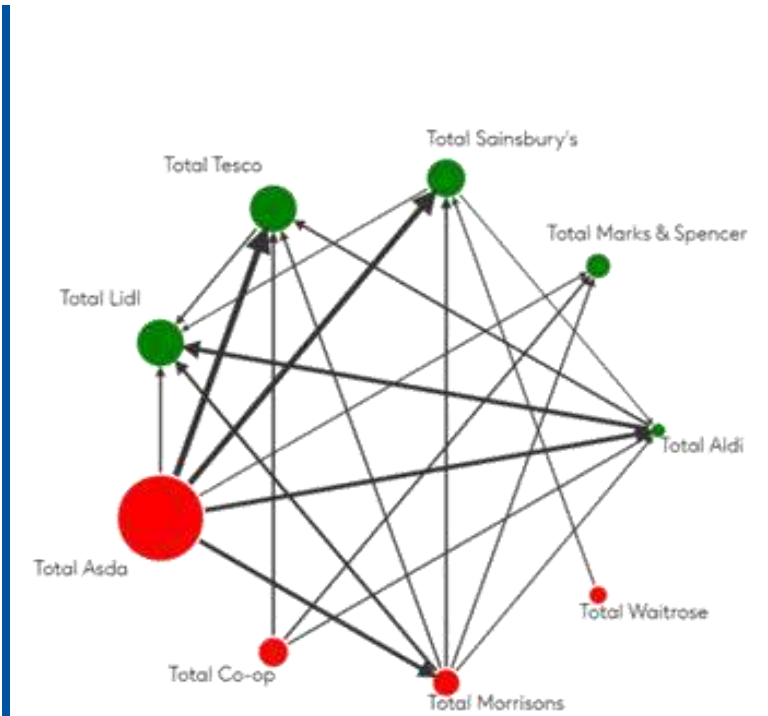 Total Sainsbury's
Total Tesco
Total Marks & Spencer
Total Lidl
Total Aldi
Total Asda
Total Waitrose
Total Co-op
Total Morrisons